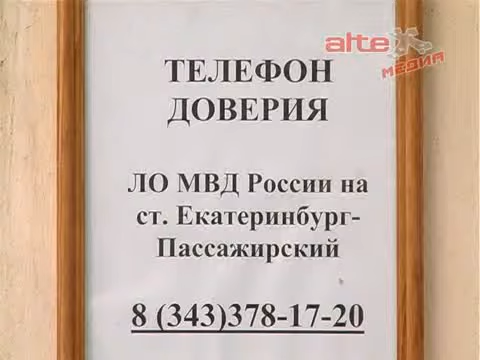 alte
МЕДИА
ТЕЛЕФОН
ДОВЕРИЯ
ЛО МВД России на
ст. Екатеринбург-
Пассажирский
8 (343)378-17-20